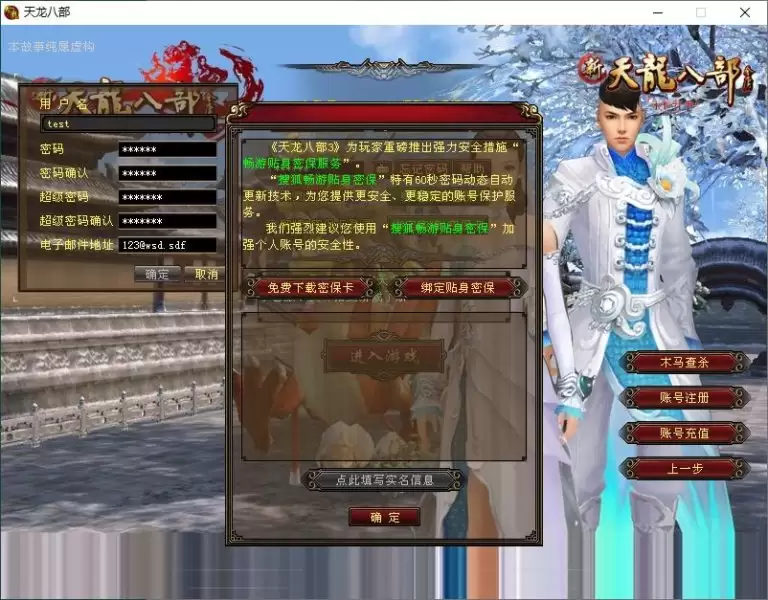 天龙八部
本故事纯属虚构
新天龍八部
用户名
test
密码
******
密码确认
******
超级密码
*******
超级密码确认
*******
电子邮件地址
123@wsd.sdf
确定 取消
《天龙八部3》为玩家重磅推出强力安全措施“
畅游贴身密保服务”。
“搜狐畅游贴身密保”特有60秒密码动态自动
更新技术，为您提供更安全、更稳定的账号保护服
务。
我们强烈建议您使用“搜狐畅游贴身密保”加
强个人账号的安全性。
免费下载密保卡 绑定贴身密保
进入游戏
点此填写实名信息
确定
木马查杀
账号注册
账号充值
上一步